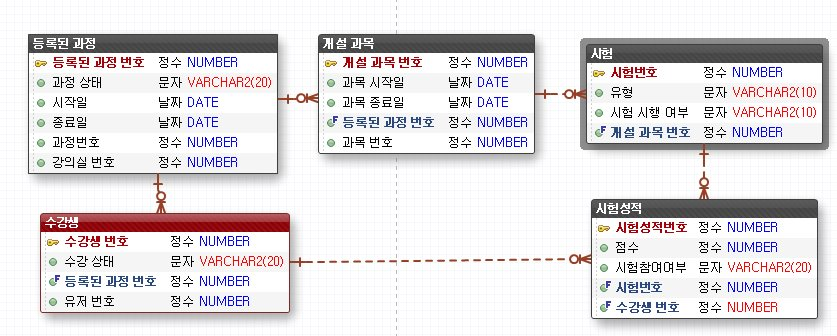 등록된 과정
등록된 과정 번호 정수 NUMBER
과정 상태 문자 VARCHAR2(20)
시작일 날짜 DATE
종료일 날짜 DATE
과정번호 정수 NUMBER
강의실 번호 정수 NUMBER
개설 과목
개설 과목 번호 정수 NUMBER
과목 시작일 날짜 DATE
과목 종료일 날짜 DATE
등록된 과정 번호 정수 NUMBER
과목 번호 정수 NUMBER
시험
시험번호 정수 NUMBER
유형 문자 VARCHAR2(10)
시험 시행 여부 문자 VARCHAR2(10)
개설 과목 번호 정수 NUMBER
수강생
수강생 번호 정수 NUMBER
수강 상태 문자 VARCHAR2(20)
등록된 과정 번호 정수 NUMBER
유저 번호 정수 NUMBER
시험성적
시험성적번호 정수 NUMBER
점수 정수 NUMBER
시험참여여부 문자 VARCHAR2(20)
시험번호 정수 NUMBER
수강생 번호 정수 NUMBER